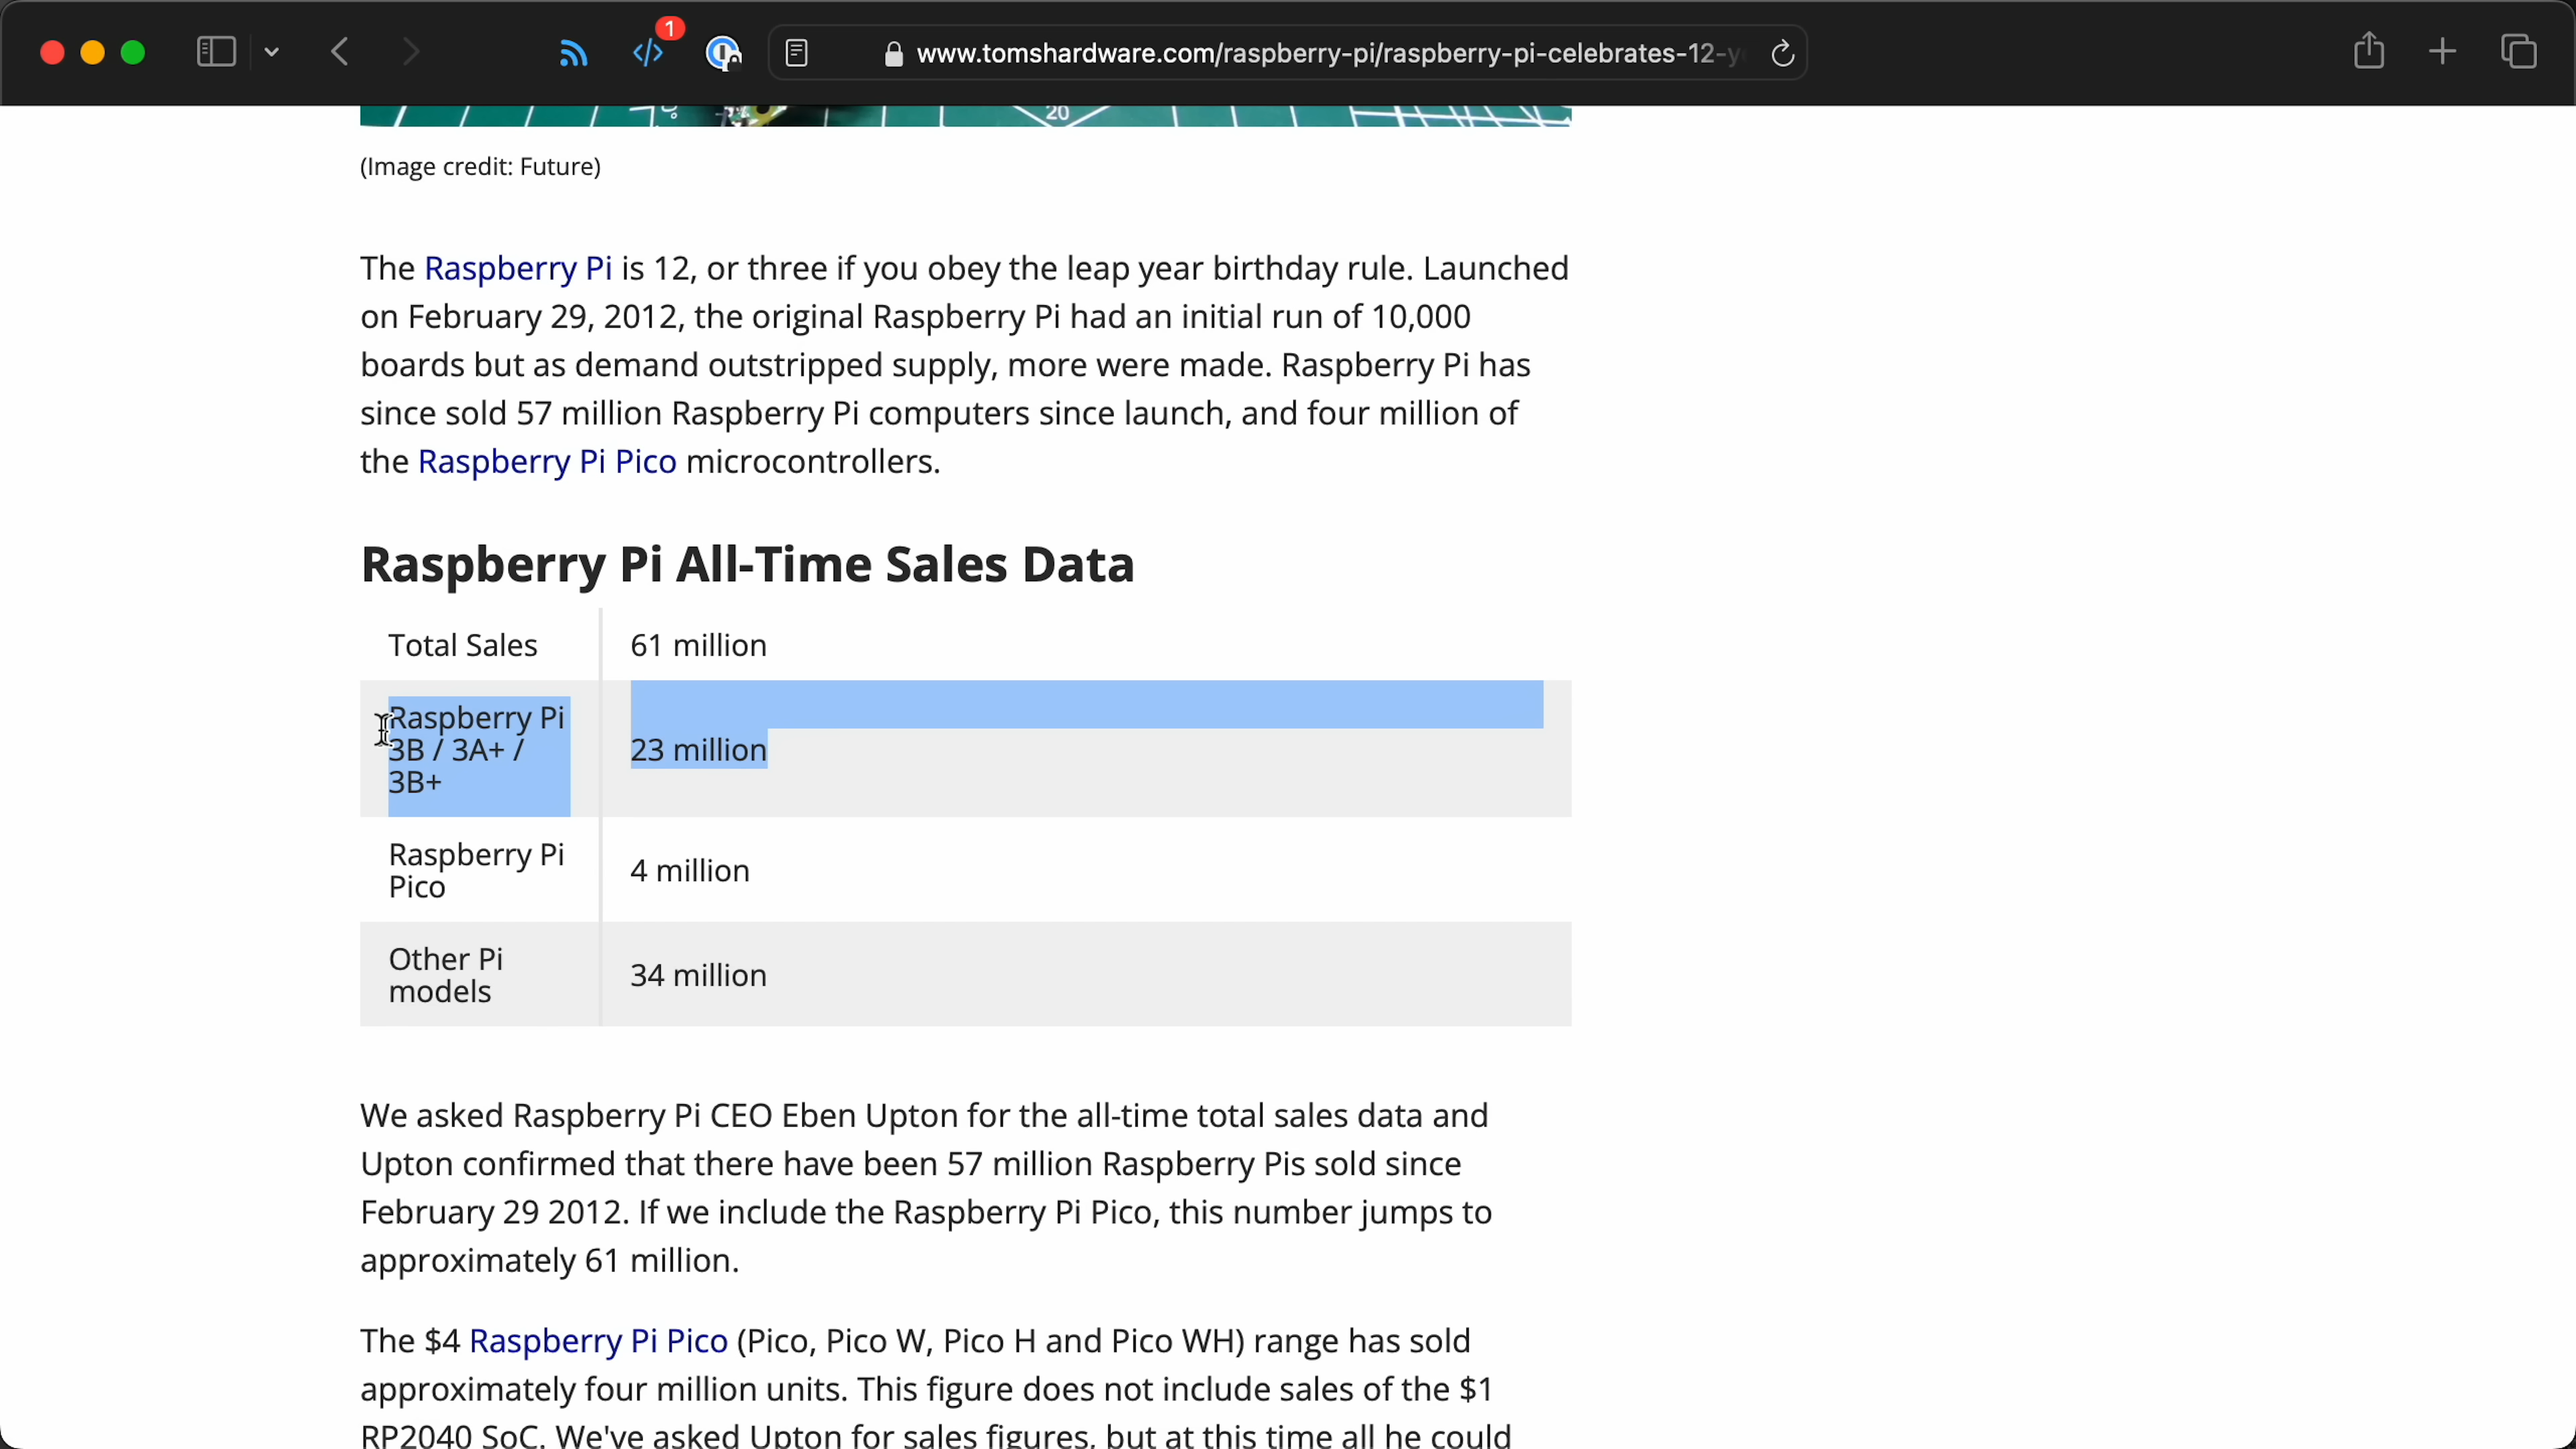 1
www.tomshardware.com/raspberry-pi/raspberry-pi-celebrates-12-y
20
(Image credit: Future)
The Raspberry Pi is 12, or three if you obey the leap year birthday rule. Launched
on February 29, 2012, the original Raspberry Pi had an initial run of 10,000
boards but as demand outstripped supply, more were made. Raspberry Pi has
since sold 57 million Raspberry Pi computers since launch, and four million of
the Raspberry Pi Pico microcontrollers.
Raspberry Pi All-Time Sales Data
Total Sales 61 million
Raspberry Pi
3B / 3A+ / 23 million
3B+
Raspberry Pi
Pico
4 million
Other Pi
models
34 million
We asked Raspberry Pi CEO Eben Upton for the all-time total sales data and
Upton confirmed that there have been 57 million Raspberry Pis sold since
February 29 2012. If we include the Raspberry Pi Pico, this number jumps to
approximately 61 million.
The $4 Raspberry Pi Pico (Pico, Pico W, Pico H and Pico WH) range has sold
approximately four million units. This figure does not include sales of the $1
RP2040 SoC. We've asked Upton for sales figures, but at this time all he could